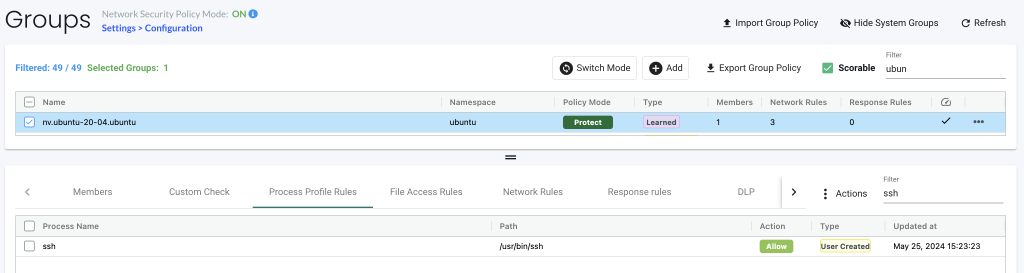 Groups
Network Security Policy Mode: ON
Settings > Configuration
Import Group Policy
Hide System Groups
Refresh
Filtered: 49 / 49 Selected Groups: 1
Switch Mode
Add
Export Group Policy
Scorable
Filter
ubun
Name Namespace Policy Mode Type Members Network Rules Response Rules
nv.ubuntu-20-04.ubuntu ubuntu Protect Learned 1 3 0
Members Custom Check Process Profile Rules File Access Rules Network Rules Response rules DLP
Actions
Filter
ssh
Process Name Path Action Type Updated at
ssh /usr/bin/ssh Allow User Created May 25, 2024 15:23:23